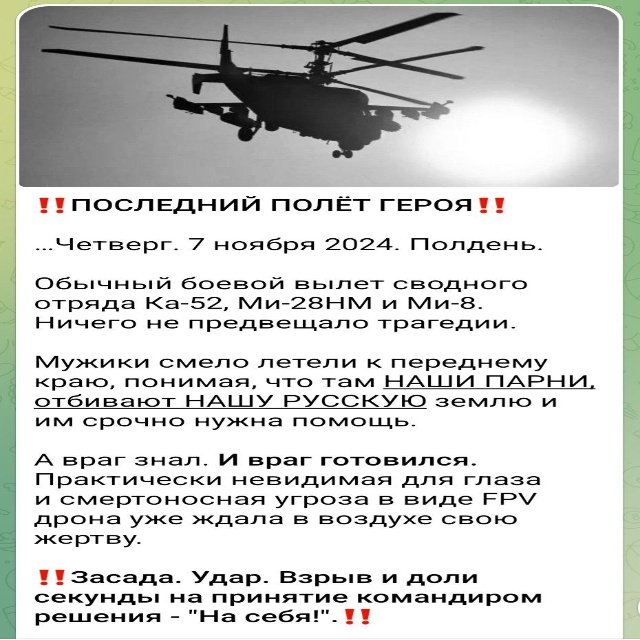 ‼️ПОСЛЕДНИЙ ПОЛЁТ ГЕРОЯ‼️
...Четверг. 7 ноября 2024. Полдень.
Обычный боевой вылет сводного
отряда Ка-52, Ми-28НМ и Ми-8.
Ничего не предвещало трагедии.
Мужики смело летели к переднему
краю, понимая, что там НАШИ ПАРНИ,
отбивают НАШУ РУССКУЮ землю и
им срочно нужна помощь.
А враг знал. И враг готовился.
Практически невидимая для глаза
и смертоносная угроза в виде FPV
дрона уже ждала в воздухе свою
жертву.
‼️Засада. Удар. Взрыв и доли
секунды на принятие командиром
решения - "На себя!".‼️